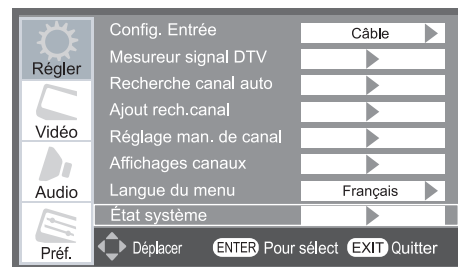 Régler
Vidéo
Audio
Préf.
Config. Entrée Câble
Mesureur signal DTV
Recherche canal auto
Ajout rech.canal
Réglage man. de canal
Affichages canaux
Langue du menu Français
État système
Déplacer ENTER Pour sélect EXIT Quitter